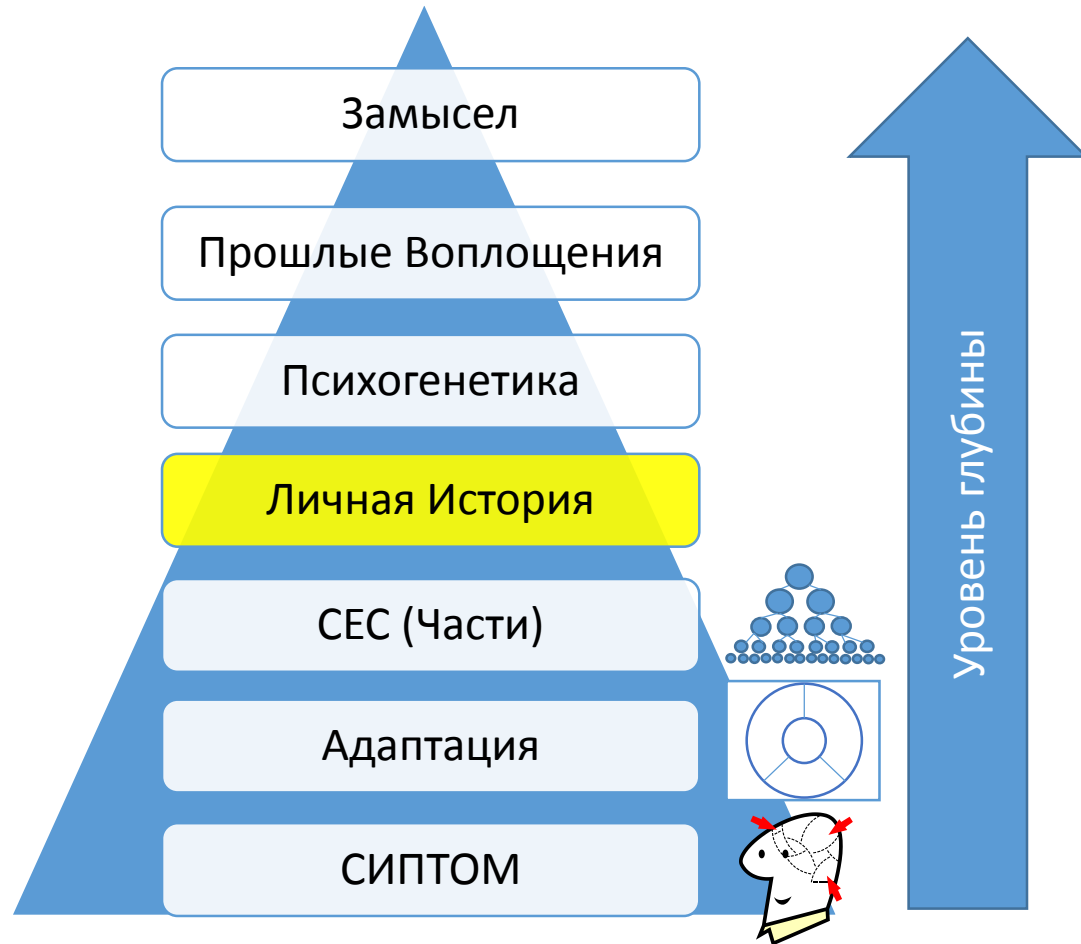 Замысел
Прошлые Воплощения
Психогенетика
Личная История
СЕС (Части)
Адаптация
СИПТОМ
Уровень глубины